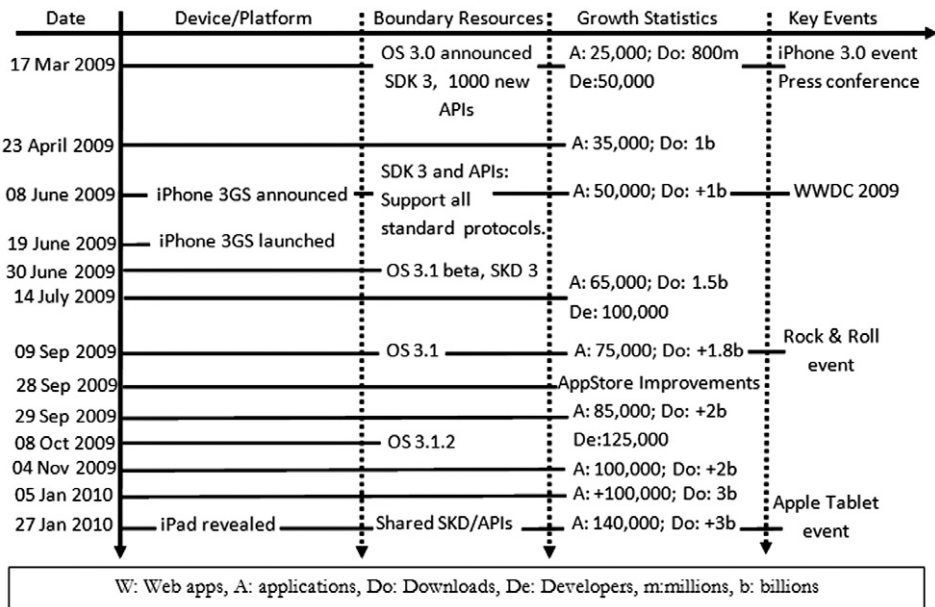 Date Device/Platform Boundary Resources Growth Statistics Key Events
17 Mar 2009 OS 3.0 announced SDK 3, 1000 new APIs A: 25,000; Do: 800m De:50,000 iPhone 3.0 event Press conference
23 April 2009 A: 35,000; Do: 1b
08 June 2009 iPhone 3GS announced SDK 3 and APIs: Support all standard protocols. A: 50,000; Do: +1b WWDC 2009
19 June 2009 iPhone 3GS launched
30 June 2009 OS 3.1 beta, SKD 3
14 July 2009 A: 65,000; Do: 1.5b De: 100,000
09 Sep 2009 OS 3.1 A: 75,000; Do: +1.8b Rock & Roll event
28 Sep 2009 AppStore Improvements
29 Sep 2009 A: 85,000; Do: +2b De:125,000
08 Oct 2009 OS 3.1.2
04 Nov 2009 A: 100,000; Do: +2b
05 Jan 2010 A: +100,000; Do: 3b
27 Jan 2010 iPad revealed Shared SKD/APIs A: 140,000; Do: +3b Apple Tablet event
W: Web apps, A: applications, Do: Downloads, De: Developers, m:millions, b: billions